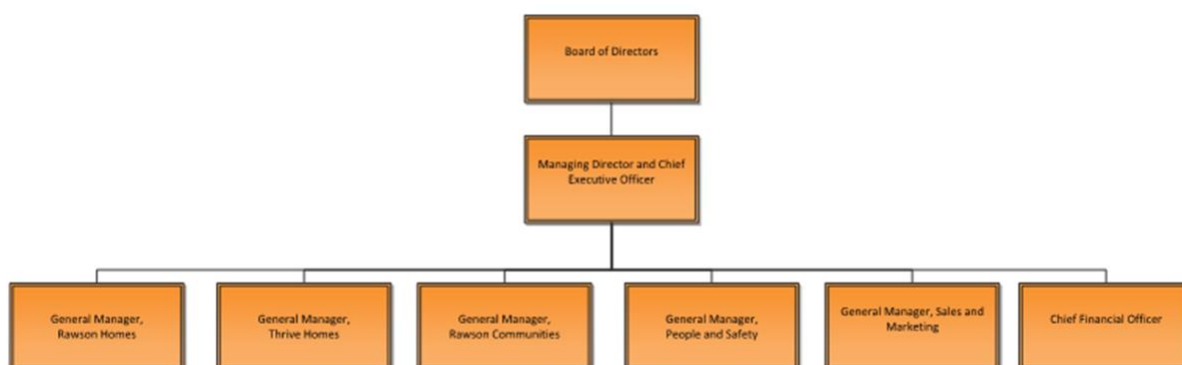 Board of Directors
Managing Director and Chief
Executive Officer
General Manager,
Rawson Homes
General Manager,
Thrive Homes
General Manager,
Rawson Communities
General Manager,
People and Safety
General Manager, Sales and
Marketing
Chief Financial Officer